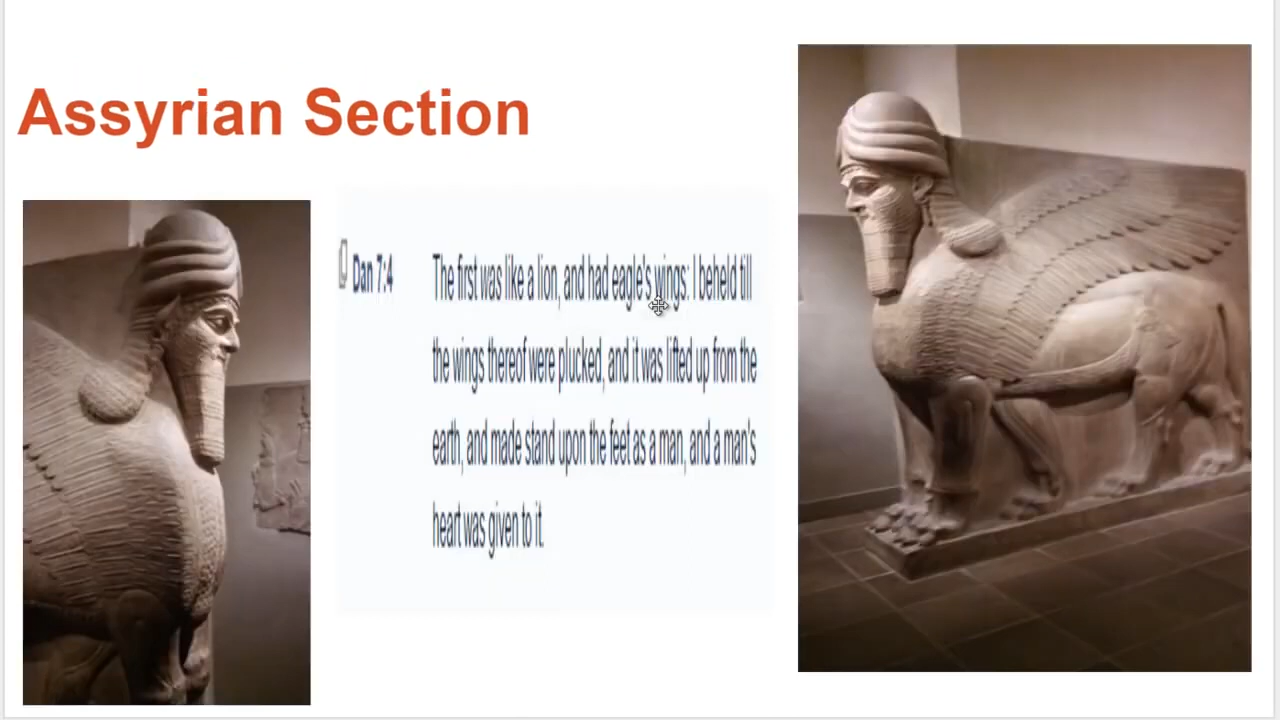 Assyrian Section
Dan 7:4
The first was like a lion, and had eagle's wings: I beheld till
the wings thereof were plucked, and it was lifted up from the
earth, and made stand upon the feet as a man, and a man's
heart was given to it.